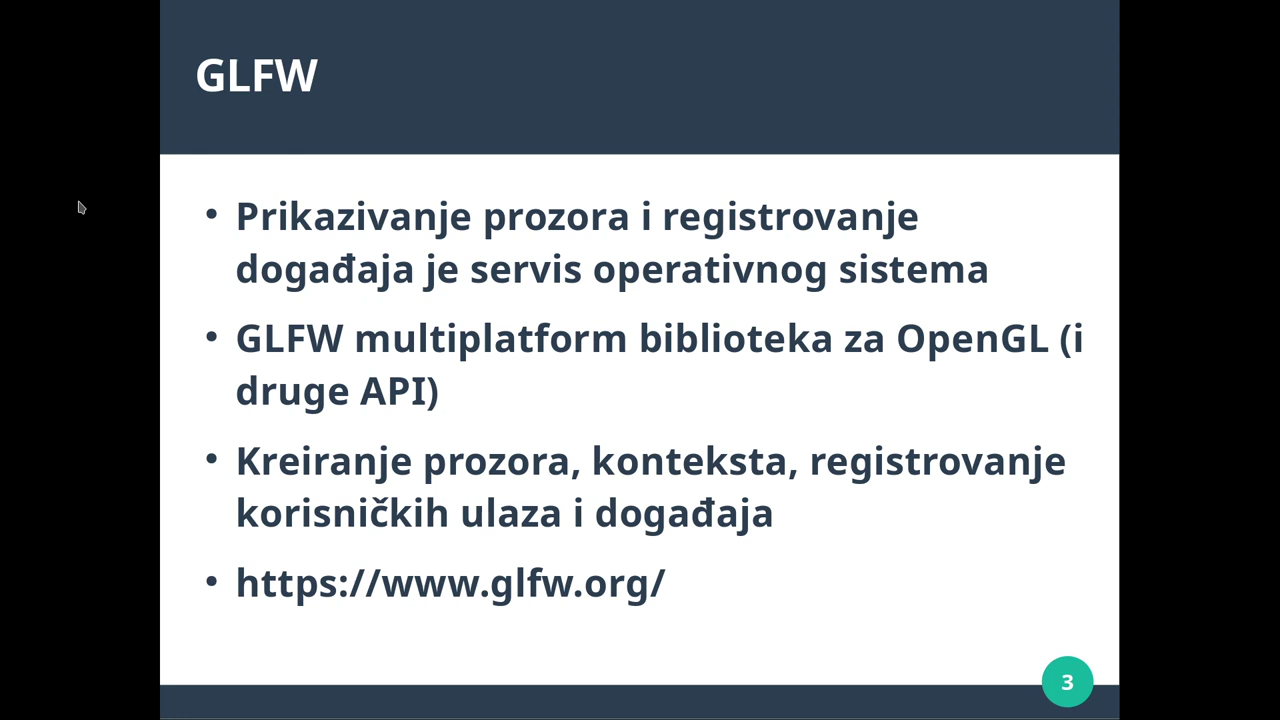 GLFW
• Prikazivanje prozora i registrovanje
događaja je servis operativnog sistema
• GLFW multiplatform biblioteka za OpenGL (i
druge API)
• Kreiranje prozora, konteksta, registrovanje
korisničkih ulaza i događaja
• https://www.glfw.org/
3